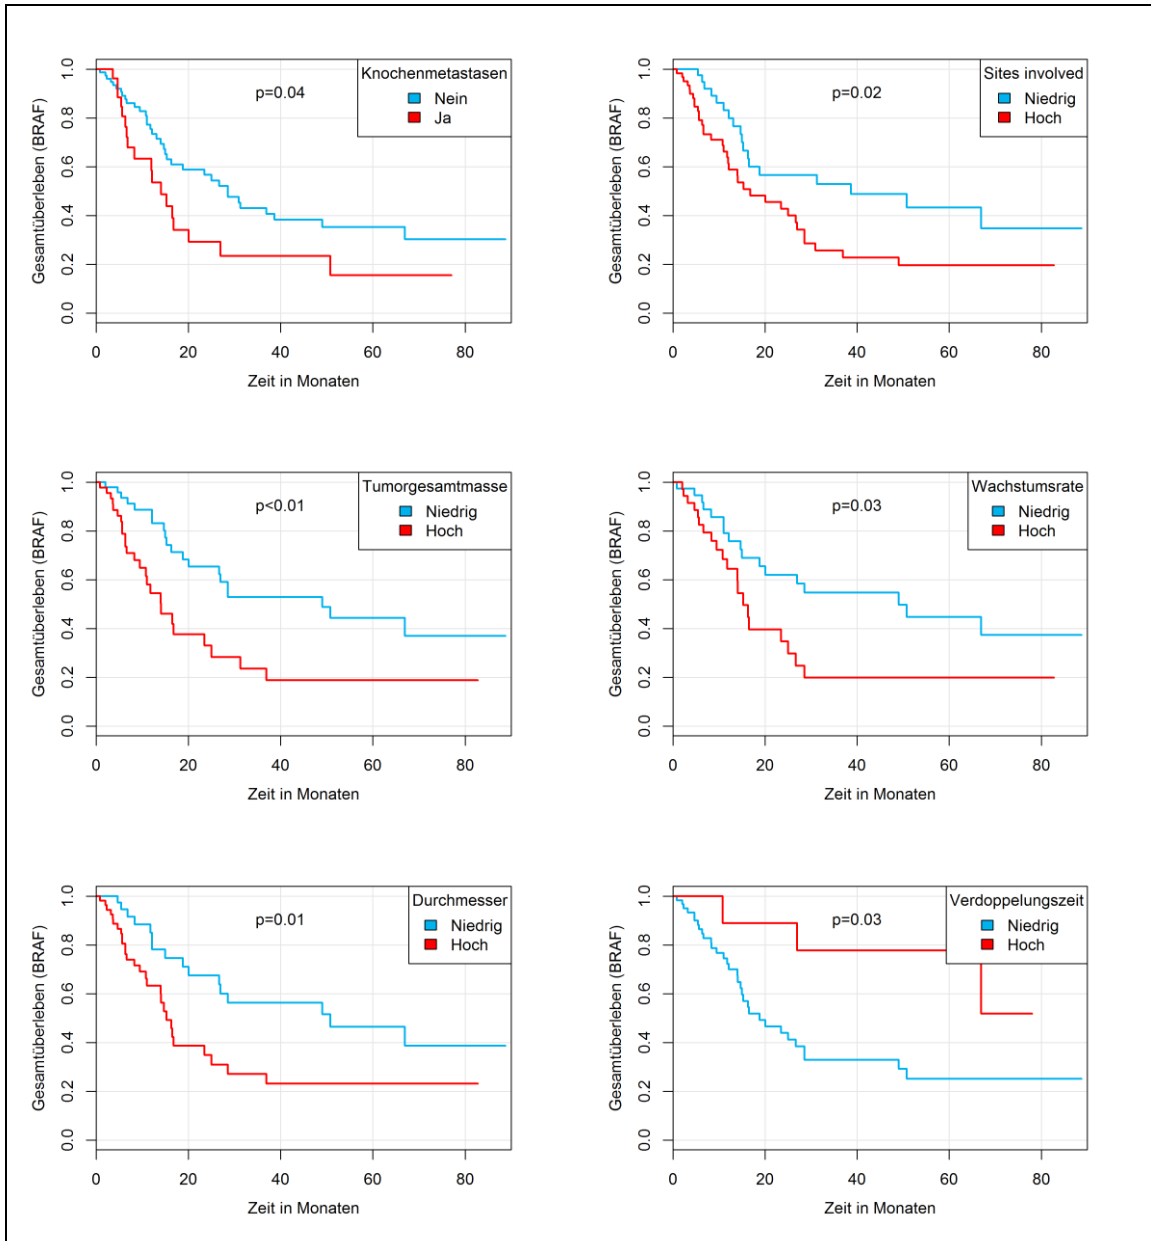 Knochenmetastasen
Nein
Ja
p=0.04
Gesamtüberleben (BRAF)
1.0
0.8
0.6
0.4
0.2
0.0
0 20 40 60 80
Zeit in Monaten
Sites involved
Niedrig
Hoch
p=0.02
Gesamtüberleben (BRAF)
1.0
0.8
0.6
0.4
0.2
0.0
0 20 40 60 80
Zeit in Monaten
Tumorgesamtmasse
Niedrig
Hoch
p<0.01
Gesamtüberleben (BRAF)
1.0
0.8
0.6
0.4
0.2
0.0
0 20 40 60 80
Zeit in Monaten
Wachstumsrate
Niedrig
Hoch
p=0.03
Gesamtüberleben (BRAF)
1.0
0.8
0.6
0.4
0.2
0.0
0 20 40 60 80
Zeit in Monaten
Durchmesser
Niedrig
Hoch
p=0.01
Gesamtüberleben (BRAF)
1.0
0.8
0.6
0.4
0.2
0.0
0 20 40 60 80
Zeit in Monaten
Verdoppelungszeit
Niedrig
Hoch
p=0.03
Gesamtüberleben (BRAF)
1.0
0.8
0.6
0.4
0.2
0.0
0 20 40 60 80
Zeit in Monaten